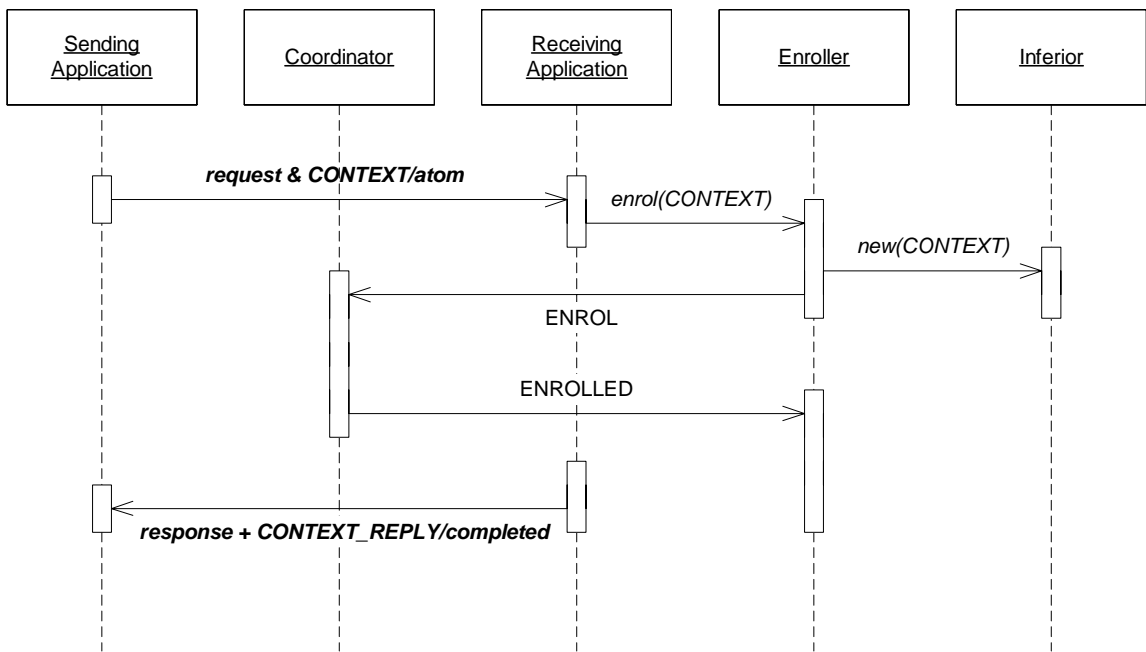 Sending
Application
Coordinator
Receiving
Application
Enroller
Inferior
request & CONTEXT/atom
enrol(CONTEXT)
new(CONTEXT)
ENROL
ENROLLED
response + CONTEXT_REPLY/completed